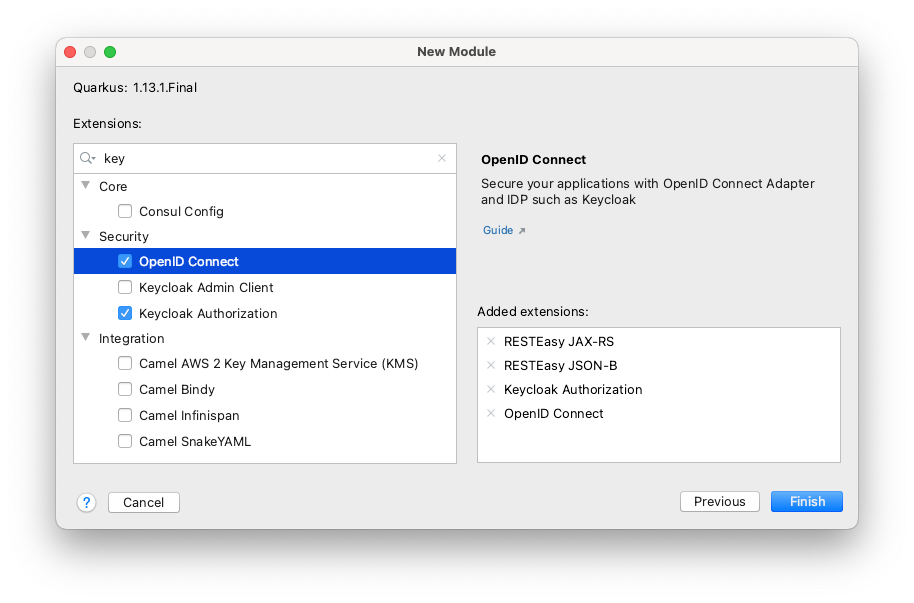 New Module
Quarkus: 1.13.1.Final
Extensions:
key
Core
Consul Config
Security
OpenID Connect
Keycloak Admin Client
Keycloak Authorization
Integration
Camel AWS 2 Key Management Service (KMS)
Camel Bindy
Camel Infinispan
Camel SnakeYAML
OpenID Connect
Secure your applications with OpenID Connect Adapter
and IDP such as Keycloak
Guide
Added extensions:
RESTEasy JAX-RS
RESTEasy JSON-B
Keycloak Authorization
OpenID Connect
?
Cancel
Previous
Finish